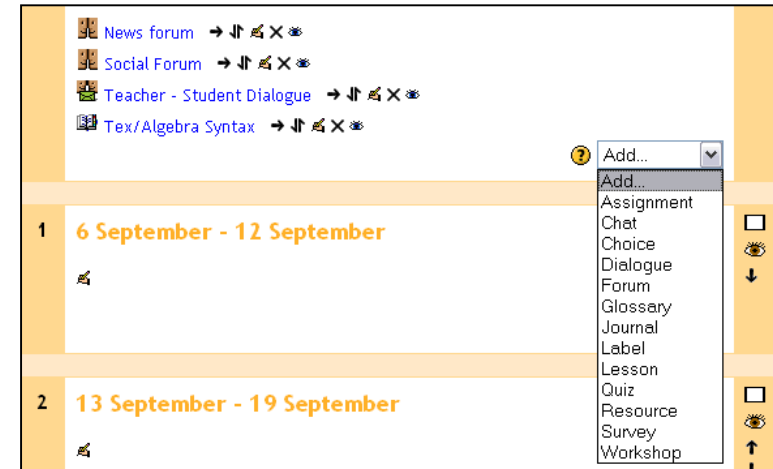 News forum
Social Forum
Teacher - Student Dialogue
Tex/Algebra Syntax
? Add...
Add...
Assignment
Chat
Choice
Dialogue
Forum
Glossary
Journal
Label
Lesson
Quiz
Resource
Survey
Workshop
1 6 September - 12 September
2 13 September - 19 September